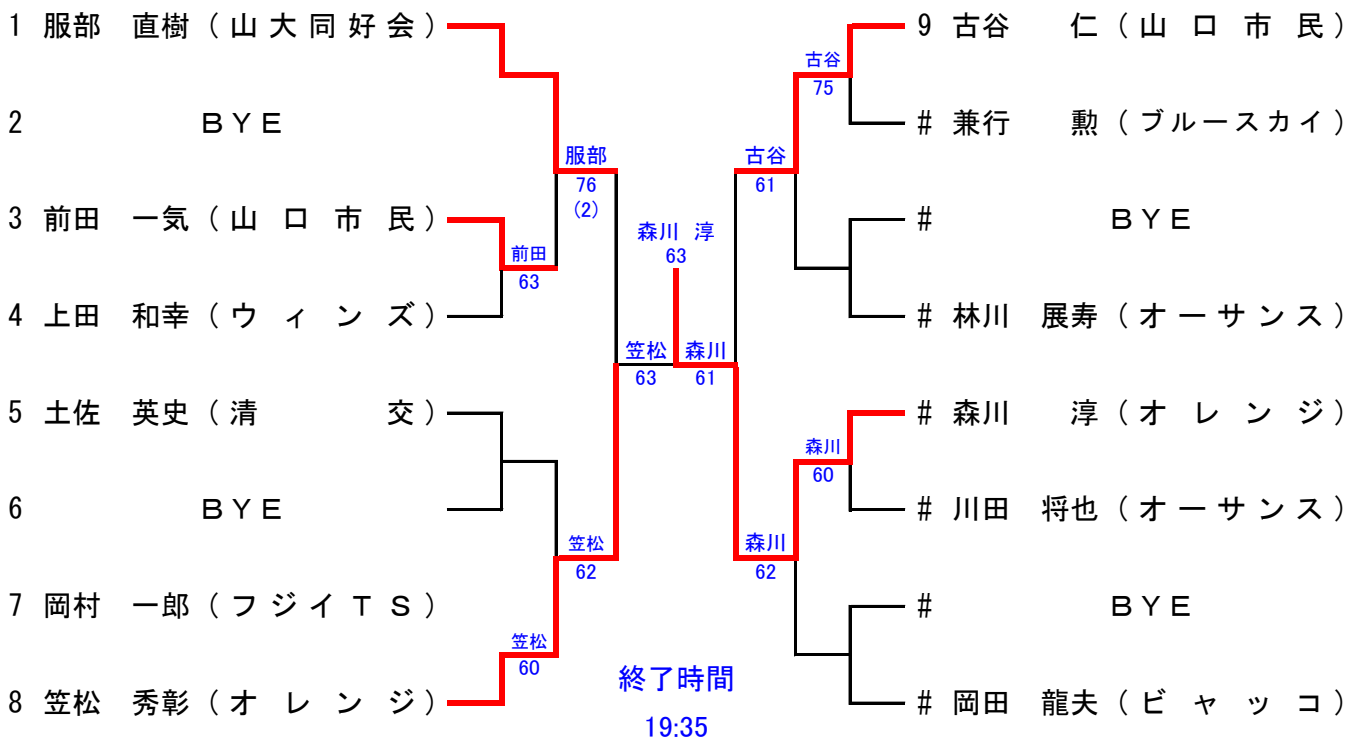 1 服部 直樹 (山大同好会)
2 BYE
3 前田 一気 (山口市民)
4 上田 和幸 (ウィンズ)
5 土佐 英史 (清交)
6 BYE
7 岡村 一郎 (フジイTS)
8 笠松 秀彰 (オレンジ)
前田
63
笠松
60
服部
76
(2)
笠松
62
笠松
63
森川 淳
63
森川
61
終了時間
19:35
古谷
61
森川
62
古谷
75
森川
60
9 古谷 仁 (山口市民)
# 兼行 勲 (ブルースカイ)
# BYE
# 林川 展寿 (オーサンス)
# 森川 淳 (オレンジ)
# 川田 将也 (オーサンス)
# BYE
# 岡田 龍夫 (ビャッコ)